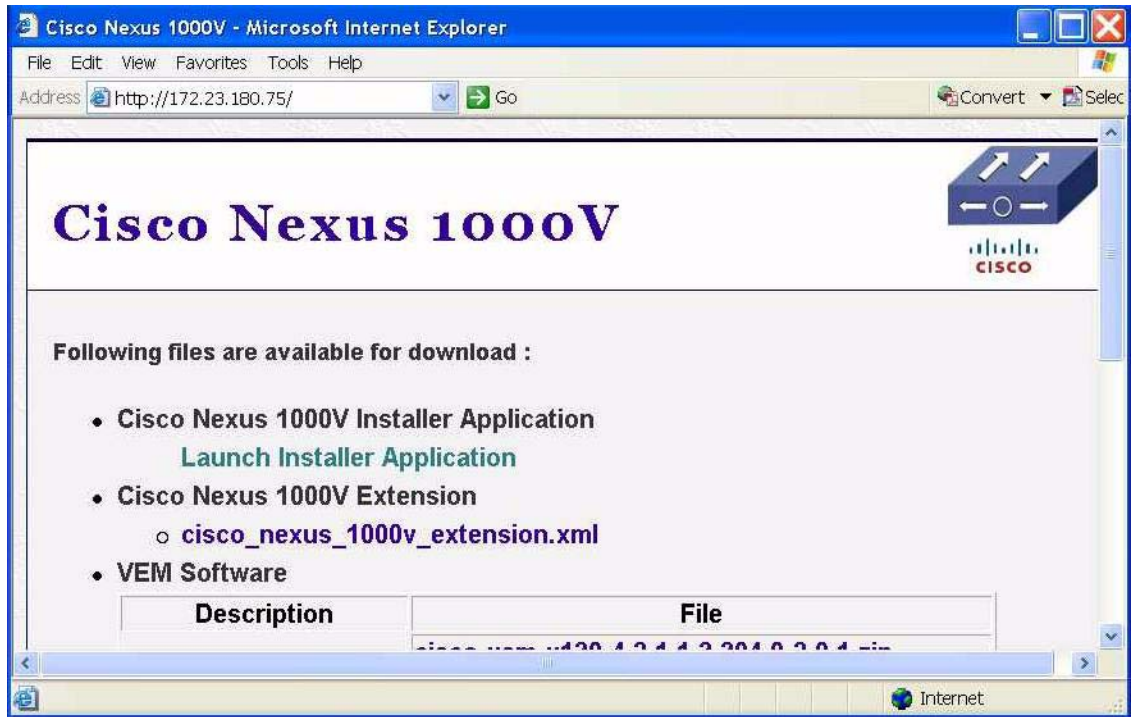 Cisco Nexus 1000V - Microsoft Internet Explorer
File Edit View Favorites Tools Help
Address http://172.23.180.75/ Go Convert Selec
Cisco Nexus 1000V
CISCO
Following files are available for download :
Cisco Nexus 1000V Installer Application
Launch Installer Application
Cisco Nexus 1000V Extension
cisco_nexus_1000v_extension.xml
VEM Software
Description File
Internet